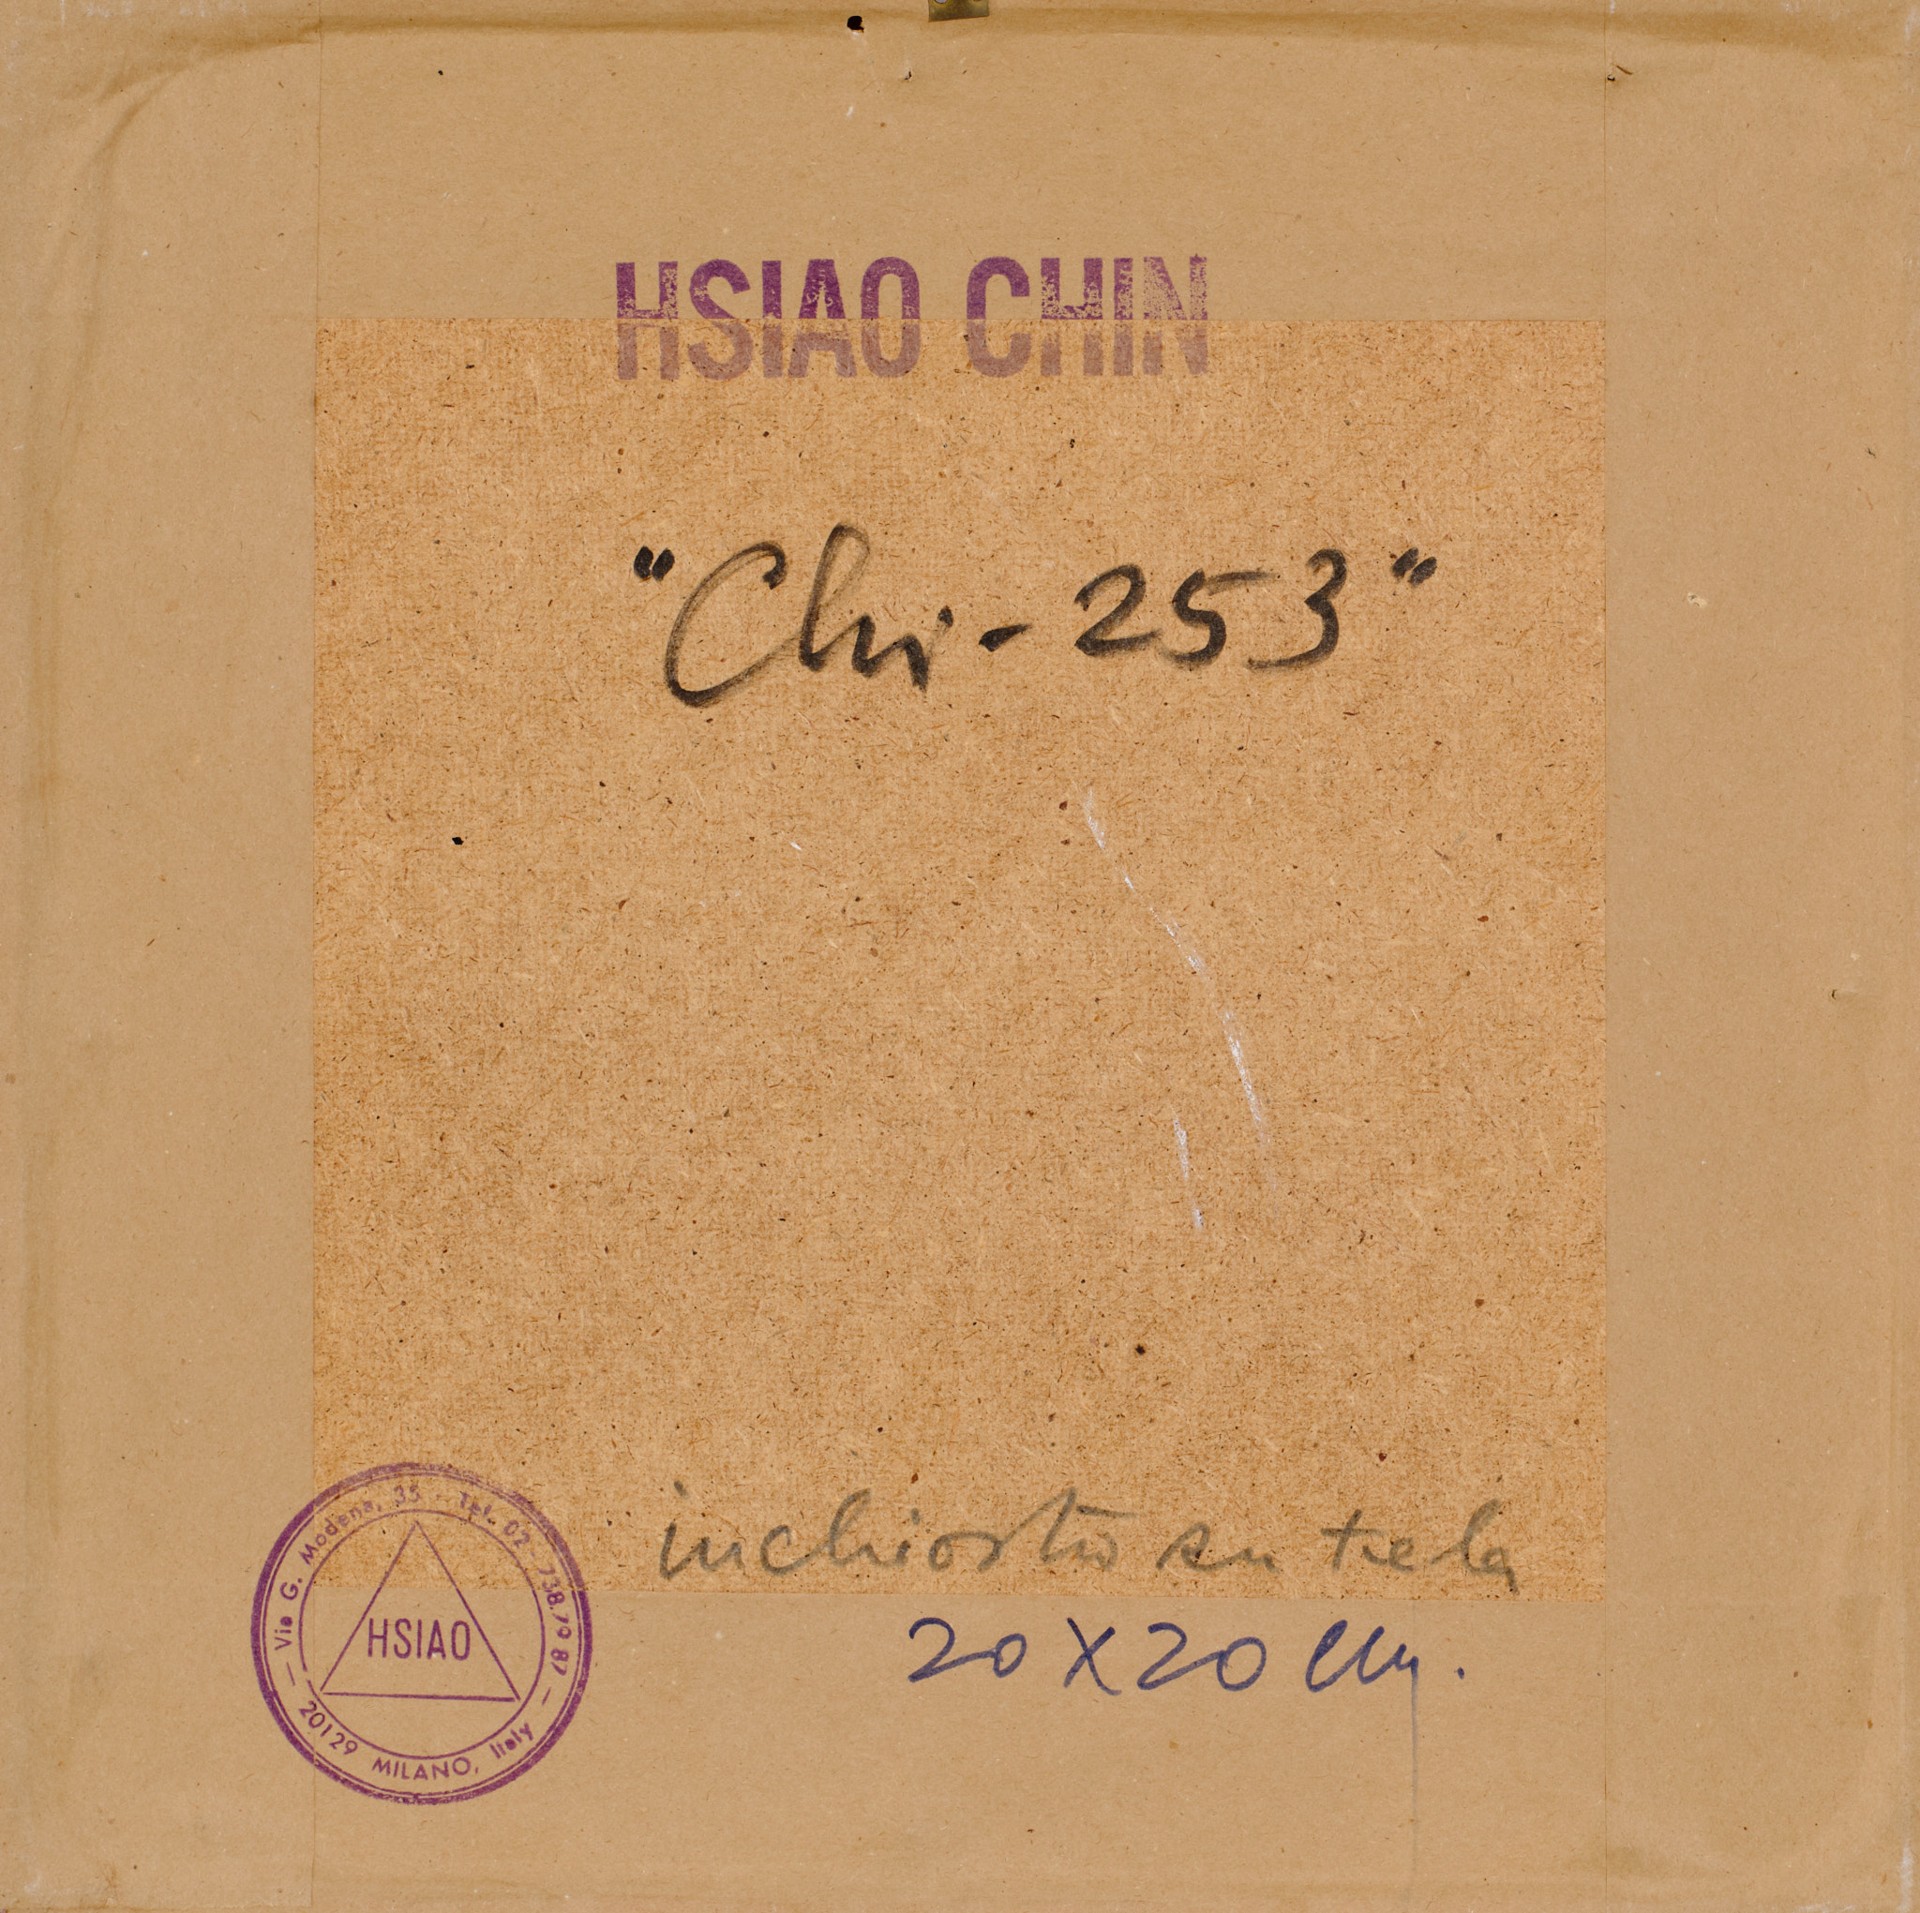 HSIAO CHIN
"Chi-253"
inchiostro su tela
20 X 20 cm.
Via G. Modena, 35 - Tel. 02 738.79 87
HSIAO
20129 MILANO, Italy